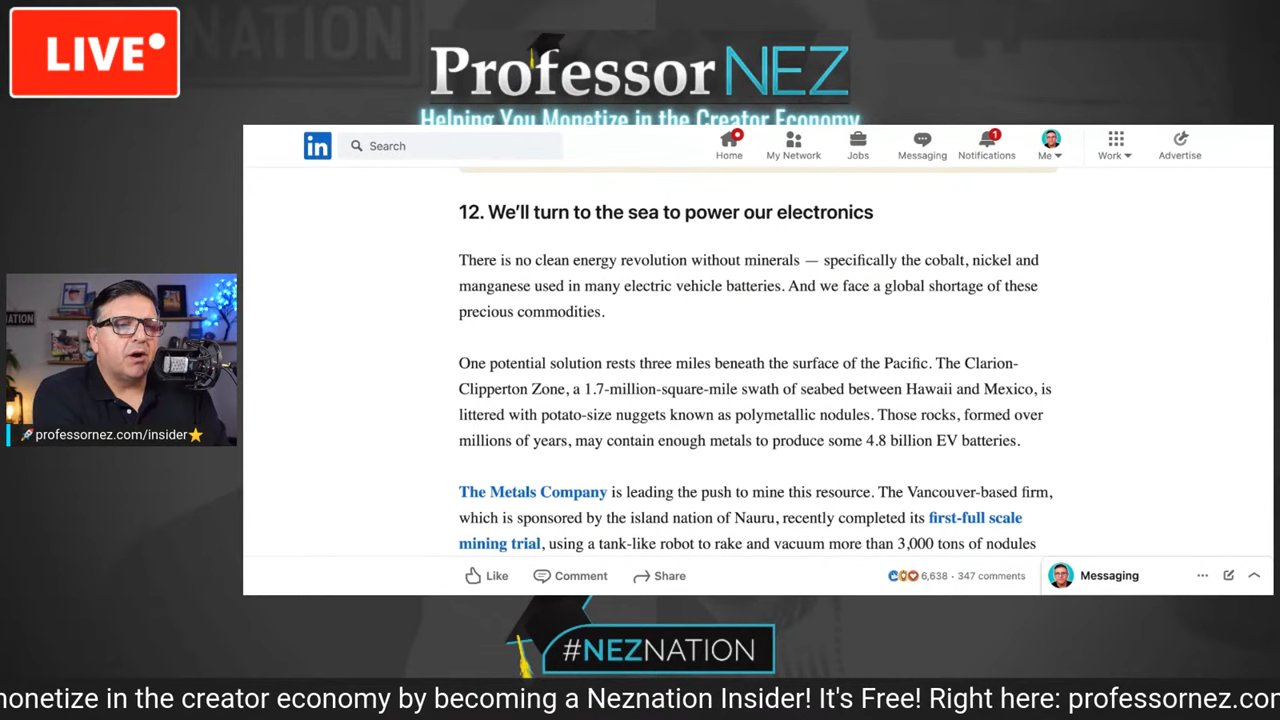 LIVE
NATION
Professor NEZ
Helping You Monetize in the Creator Economy
in
Search
Home
My Network
Jobs
Messaging
1
Notifications
Me
Work
Advertise
12. We’ll turn to the sea to power our electronics
There is no clean energy revolution without minerals — specifically the cobalt, nickel and
manganese used in many electric vehicle batteries. And we face a global shortage of these
precious commodities.
One potential solution rests three miles beneath the surface of the Pacific. The Clarion-
Clipperton Zone, a 1.7-million-square-mile swath of seabed between Hawaii and Mexico, is
littered with potato-size nuggets known as polymetallic nodules. Those rocks, formed over
millions of years, may contain enough metals to produce some 4.8 billion EV batteries.
The Metals Company is leading the push to mine this resource. The Vancouver-based firm,
which is sponsored by the island nation of Nauru, recently completed its first-full scale
mining trial, using a tank-like robot to rake and vacuum more than 3,000 tons of nodules
Like
Comment
Share
6,638 · 347 comments
Messaging
NATION
professornez.com/insider
#NEZNATION
monetize in the creator economy by becoming a Neznation Insider! It's Free! Right here: professornez.com